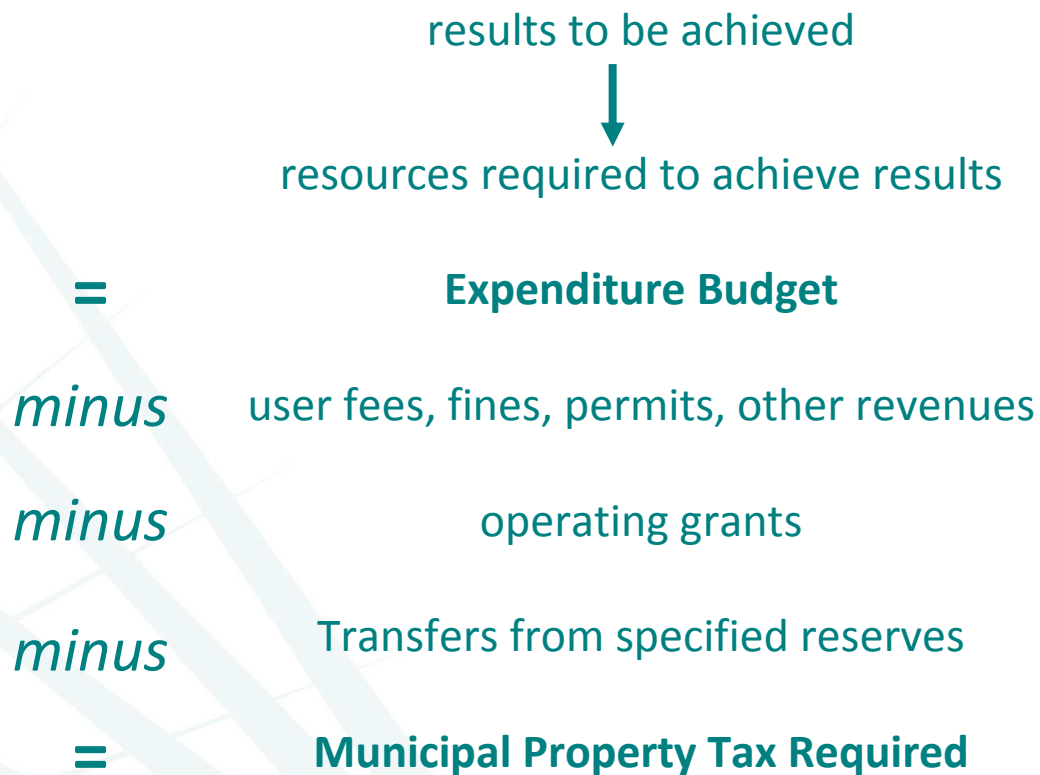 results to be achieved
resources required to achieve results
= Expenditure Budget
minus user fees, fines, permits, other revenues
minus operating grants
minus Transfers from specified reserves
= Municipal Property Tax Required